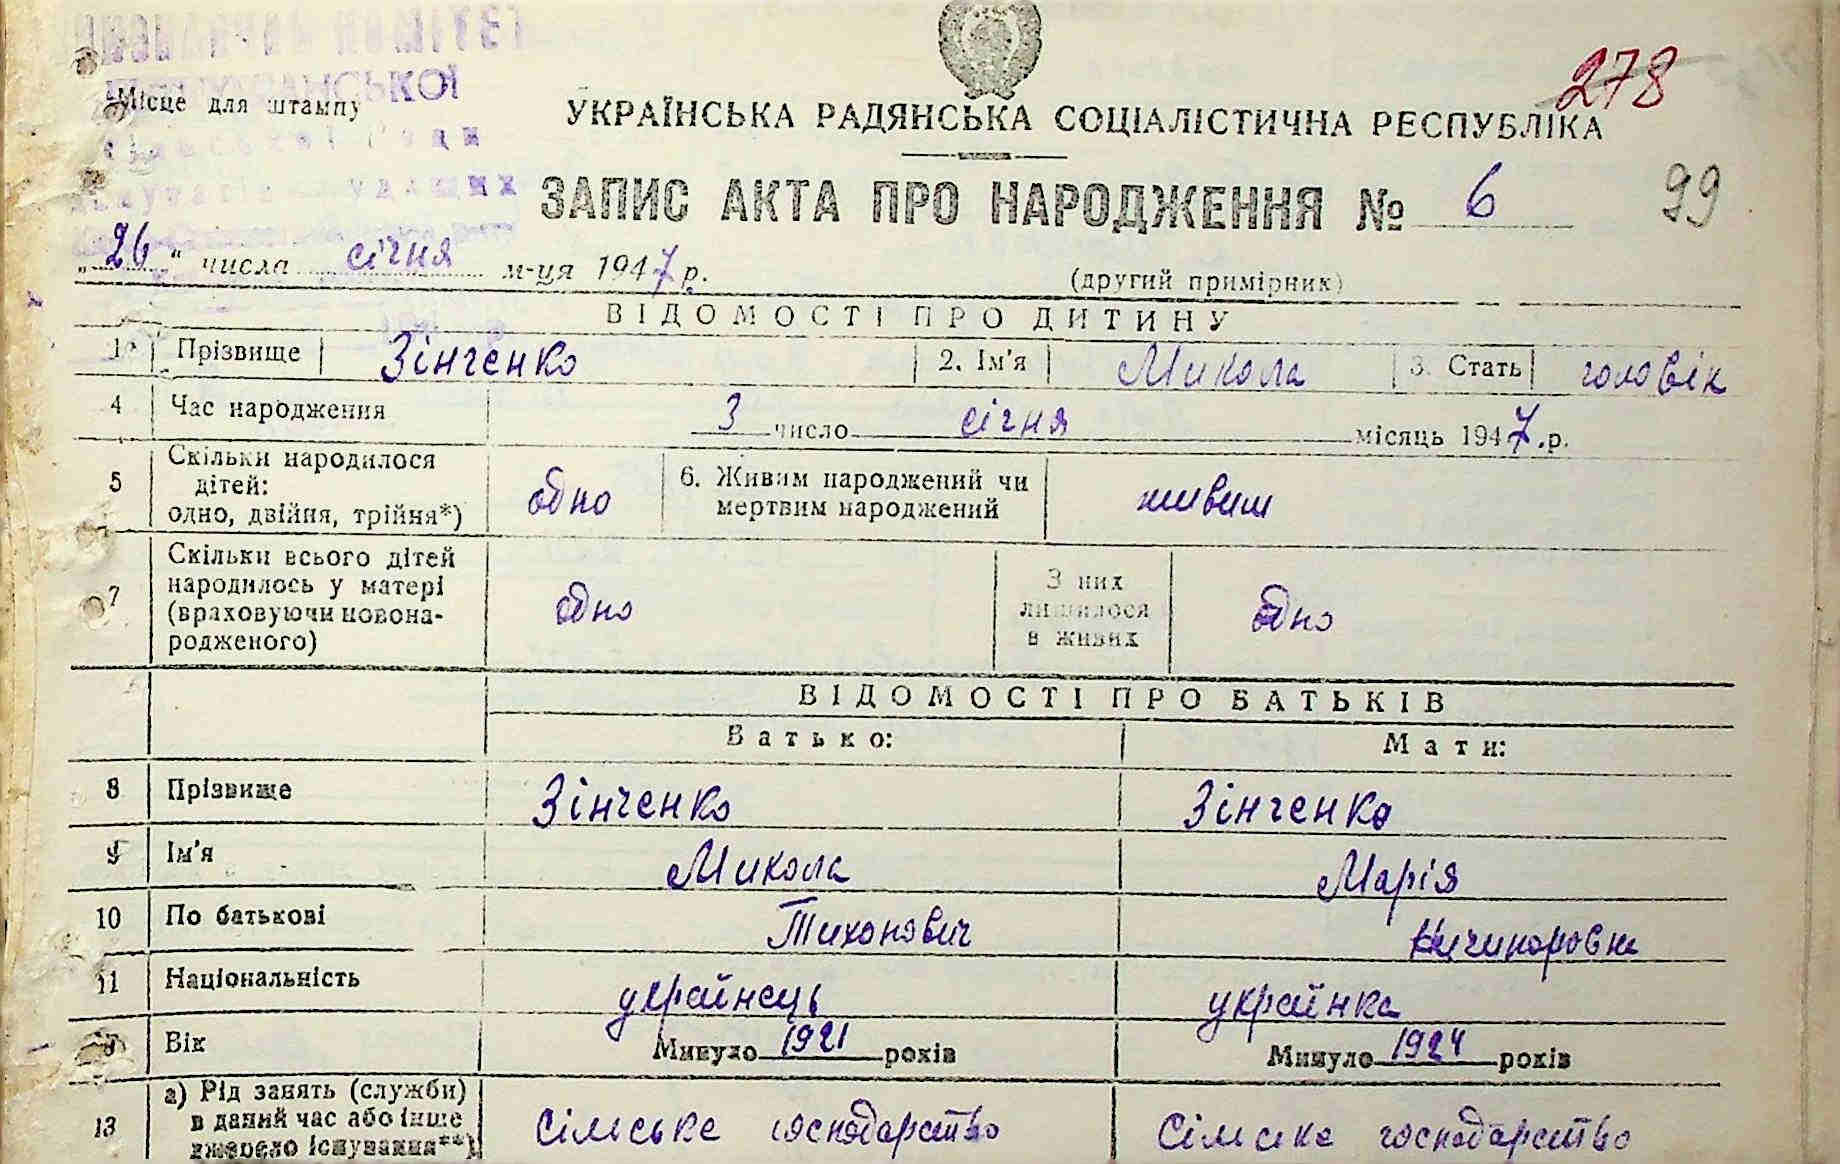 278
Місце для штампу
УКРАЇНСЬКА РАДЯНСЬКА СОЦІАЛІСТИЧНА РЕСПУБЛІКА
ЗАПИС АКТА ПРО НАРОДЖЕННЯ № 6
99
„26“ числа січня м-ця 1947 р.
(другий примірник)
ВІДОМОСТІ ПРО ДИТИНУ
1 Прізвище Зінченко 2. Ім'я Микола 3. Стать чоловік
4 Час народження 3 число січня місяць 1947 .р.
5 Скільки народилося
дітей:
одно, двійня, трійня*) одно
6. Живим народжений чи
мертвим народжений живим
7 Скільки всього дітей
народилось у матері
(враховуючи новона-
родженого) одно
З них
лишилося
в живих одно
ВІДОМОСТІ ПРО БАТЬКІВ
Батько: Мати:
8 Прізвище Зінченко Зінченко
9 Ім'я Микола Марія
10 По батькові Тихонович Ничипоровна
11 Національність українець українка
Вік Минуло 1921 років Минуло 1924 років
13 а) Рід занять (служби)
в даний час або інше
джерело існування**)
Сільське господарство Сільске господарство